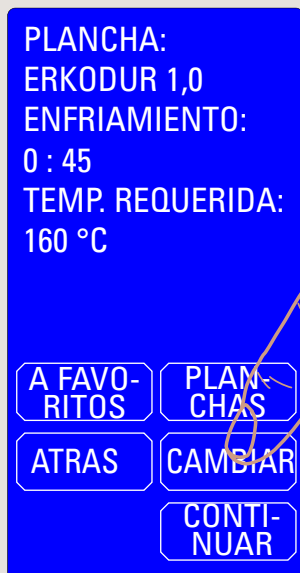 PLANCHA:
ERKODUR 1,0
ENFRIAMIENTO:
0 : 45
TEMP. REQUERIDA:
160 °C
A FAVO-
RITOS
PLAN-
CHAS
ATRAS
CAMBIAR
CONTI-
NUAR